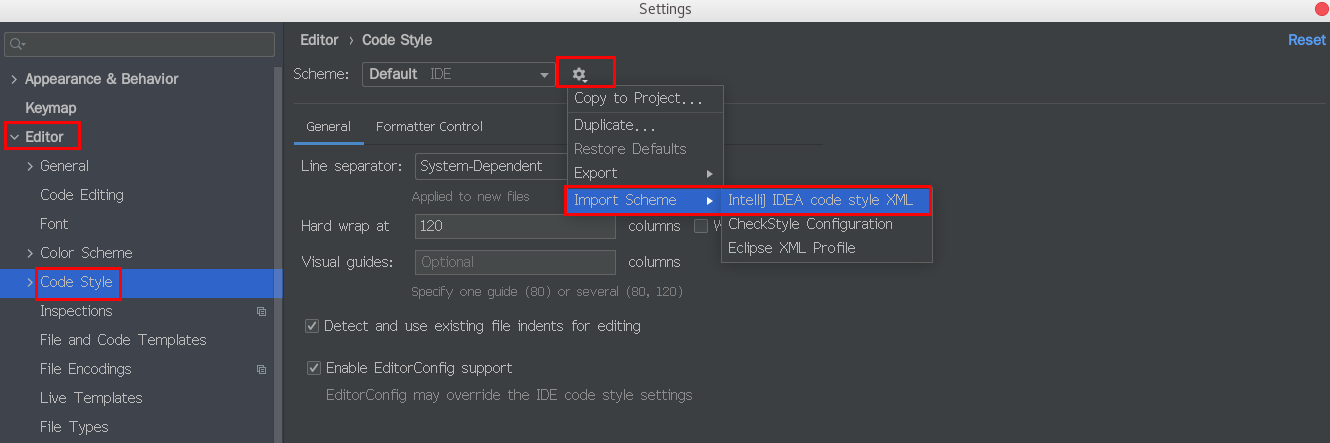 Settings
Appearance & Behavior
Keymap
Editor
General
Code Editing
Font
Color Scheme
Code Style
Inspections
File and Code Templates
File Encodings
Live Templates
File Types
Editor › Code Style
Reset
Scheme: Default IDE
General Formatter Control
Line separator: System-Dependent
Applied to new files
Hard wrap at 120 columns
Visual guides: Optional columns
Specify one guide (80) or several (80, 120)
Detect and use existing file indents for editing
Enable EditorConfig support
EditorConfig may override the IDE code style settings
Copy to Project...
Duplicate...
Restore Defaults
Export
Import Scheme
Intellij IDEA code style XML
CheckStyle Configuration
Eclipse XML Profile